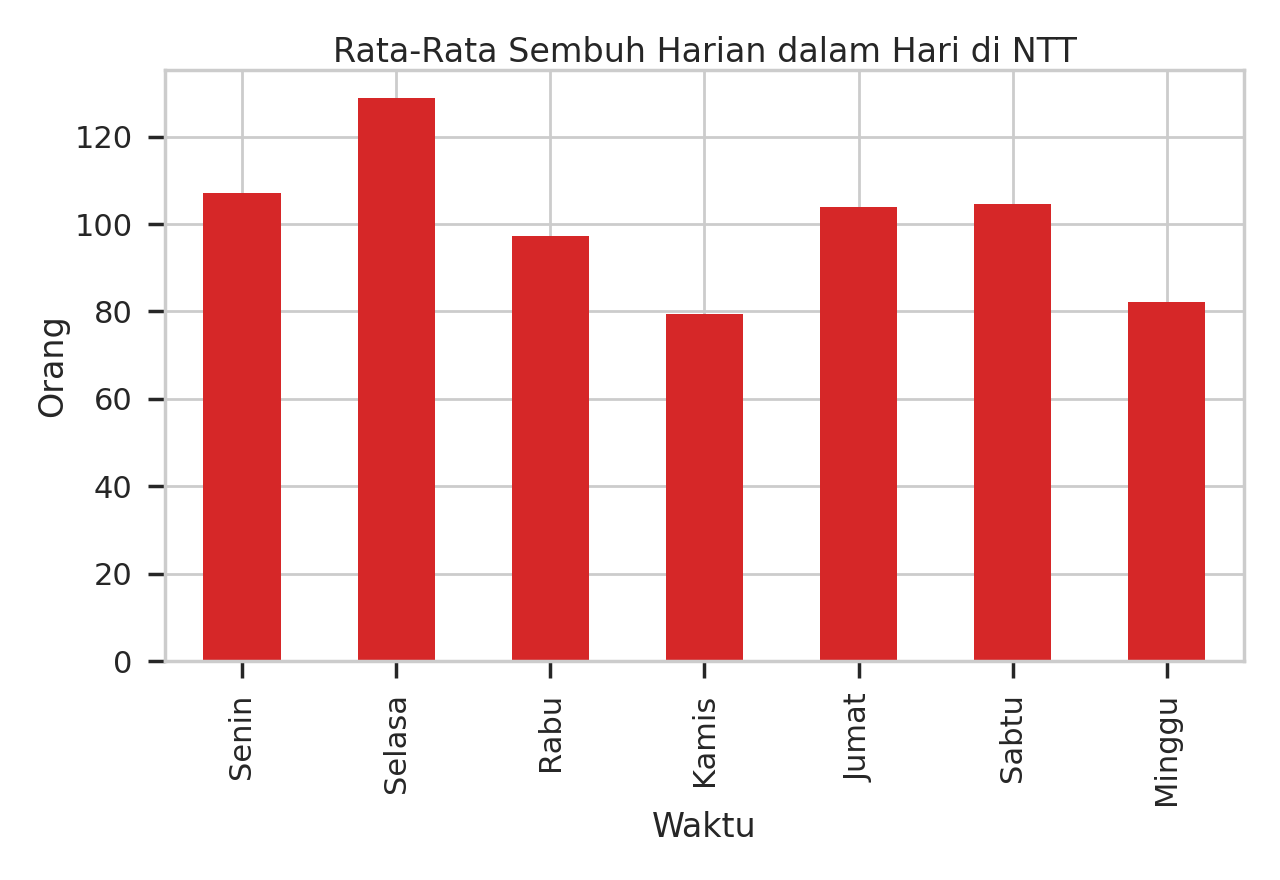 Rata-Rata Sembuh Harian dalam Hari di NTT
120
100
80
60
40
20
0
Orang
Senin
Selasa
Rabu
Kamis
Jumat
Sabtu
Minggu
Waktu